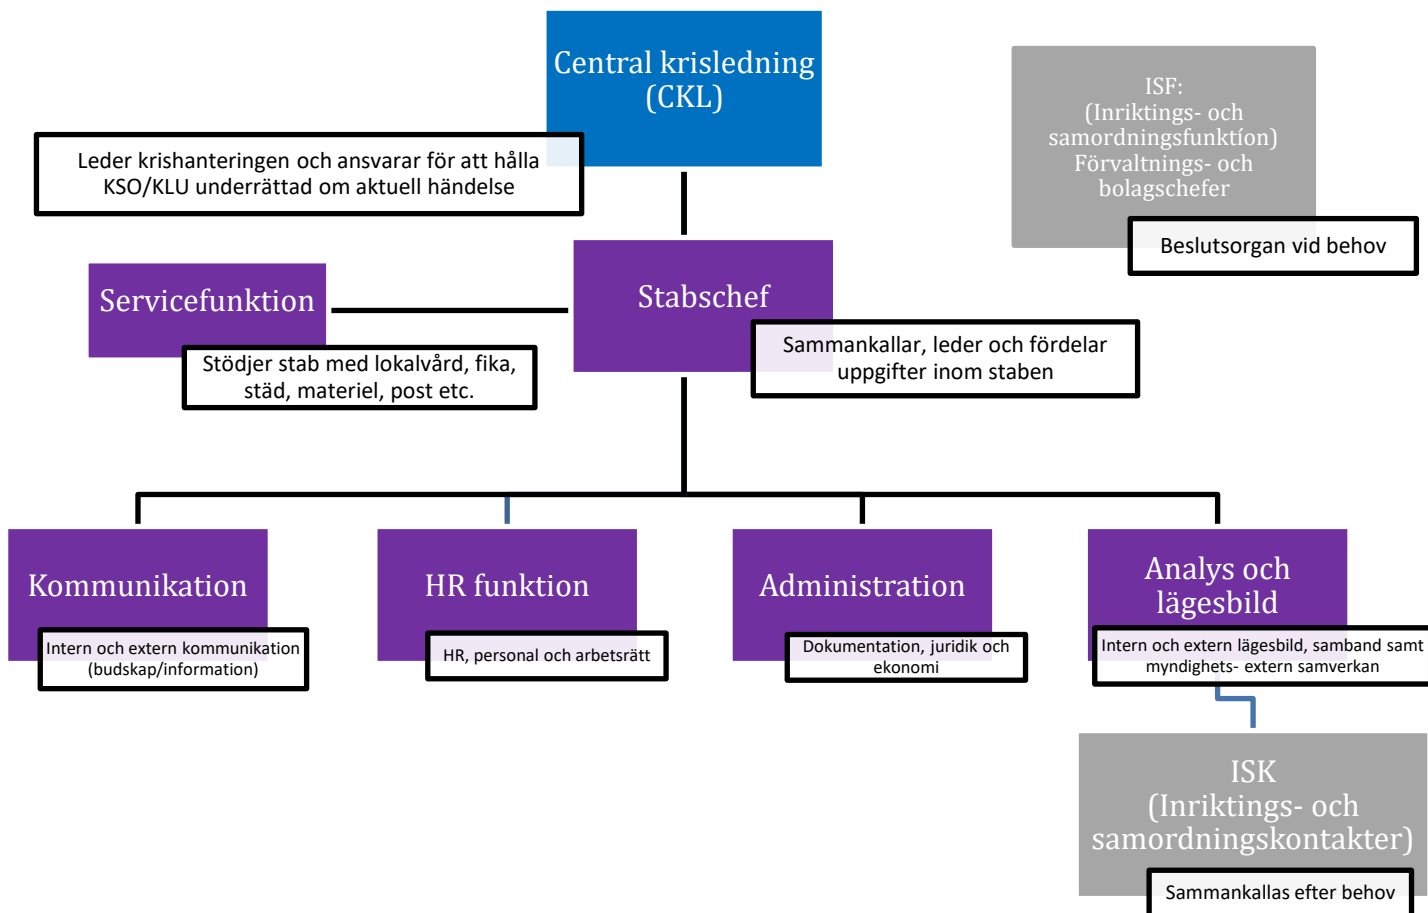 Central krisledning
(CKL)
Leder krishanteringen och ansvarar för att hålla
KSO/KLU underrättad om aktuell händelse
ISF:
(Inriktings- och
samordningsfunktíon)
Förvaltnings- och
bolagschefer
Beslutsorgan vid behov
Servicefunktion
Stödjer stab med lokalvård, fika,
städ, materiel, post etc.
Stabschef
Sammankallar, leder och fördelar
uppgifter inom staben
Kommunikation
Intern och extern kommunikation
(budskap/information)
HR funktion
HR, personal och arbetsrätt
Administration
Dokumentation, juridik och
ekonomi
Analys och
lägesbild
Intern och extern lägesbild, samband samt
myndighets- extern samverkan
ISK
(Inriktings- och
samordningskontakter)
Sammankallas efter behov